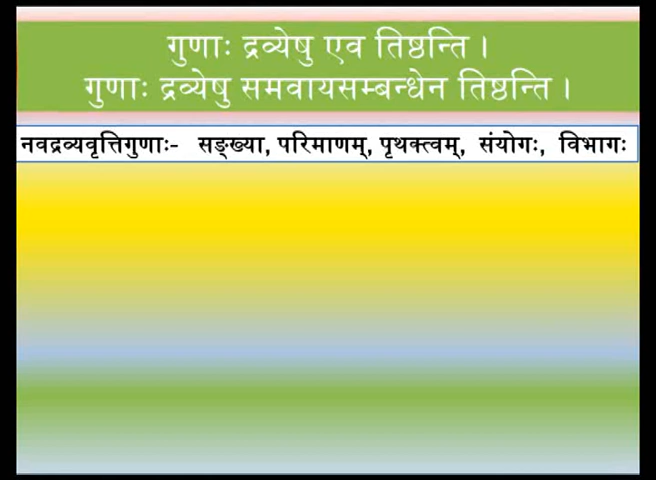 गुणाः द्रव्येषु एव तिष्ठन्ति ।
गुणाः द्रव्येषु समवायसम्बन्धेन तिष्ठन्ति ।
नवद्रव्यवृत्तिगुणाः- सङ्ख्या, परिमाणम्, पृथक्त्वम्, संयोगः, विभागः